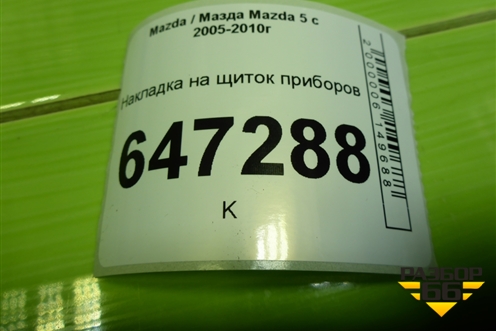 Mazda / Мазда Mazda 5 с
2005-2010г
Накладка на щиток приборов
647288
К
2000006149688
РАЗБОР
66